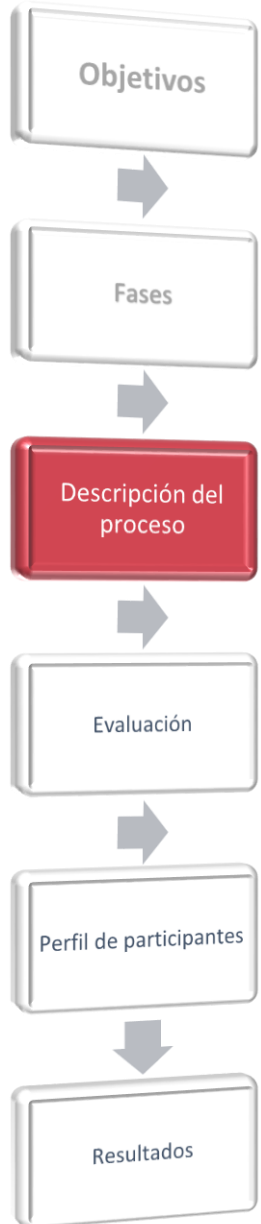 Objetivos
Fases
Descripción del
proceso
Evaluación
Perfil de participantes
Resultados